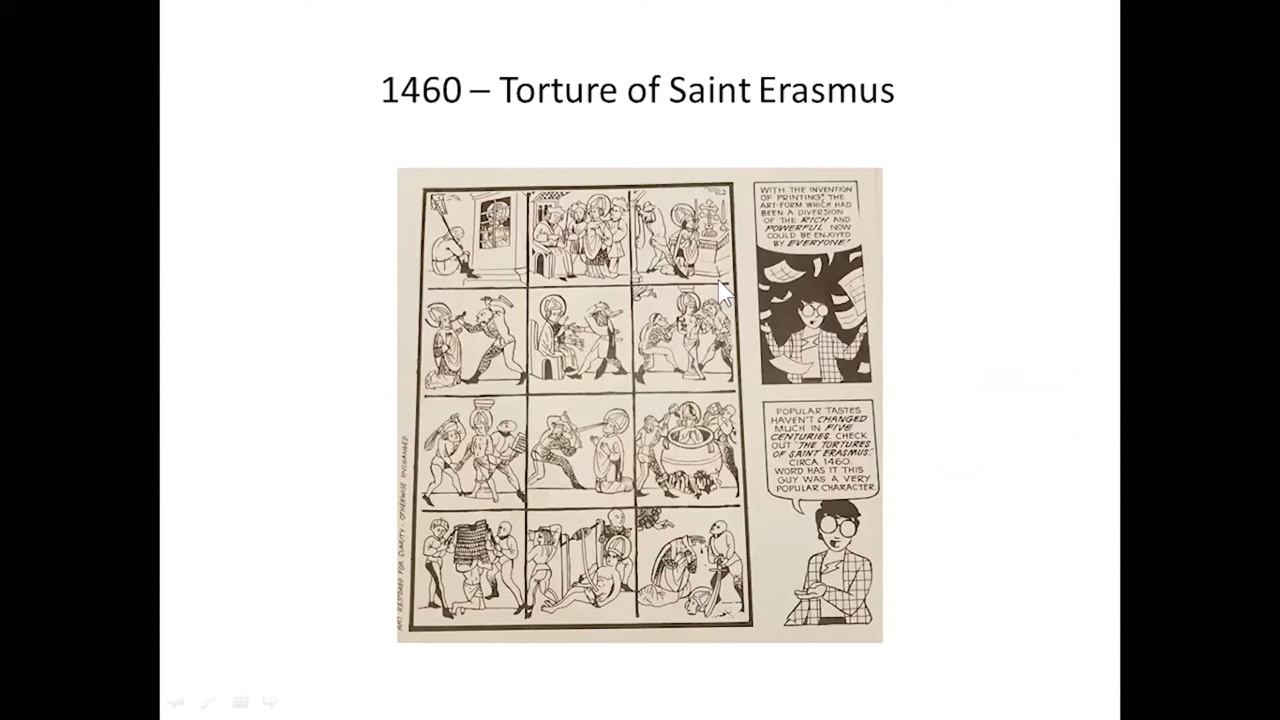 1460 – Torture of Saint Erasmus
WITH THE INVENTION
OF PRINTING,* THE
ART-FORM WHICH HAD
BEEN A DIVERSION
OF THE RICH AND
POWERFUL NOW
COULD BE ENJOYED
BY EVERYONE!
POPULAR TASTES
HAVEN'T CHANGED
MUCH IN FIVE
CENTURIES. CHECK
OUT "THE TORTURES
OF SAINT ERASMUS,"
CIRCA 1460.
WORD HAS IT THIS
GUY WAS A VERY
POPULAR CHARACTER.
ART RESTORED FOR CLARITY - OTHERWISE UNCHANGED